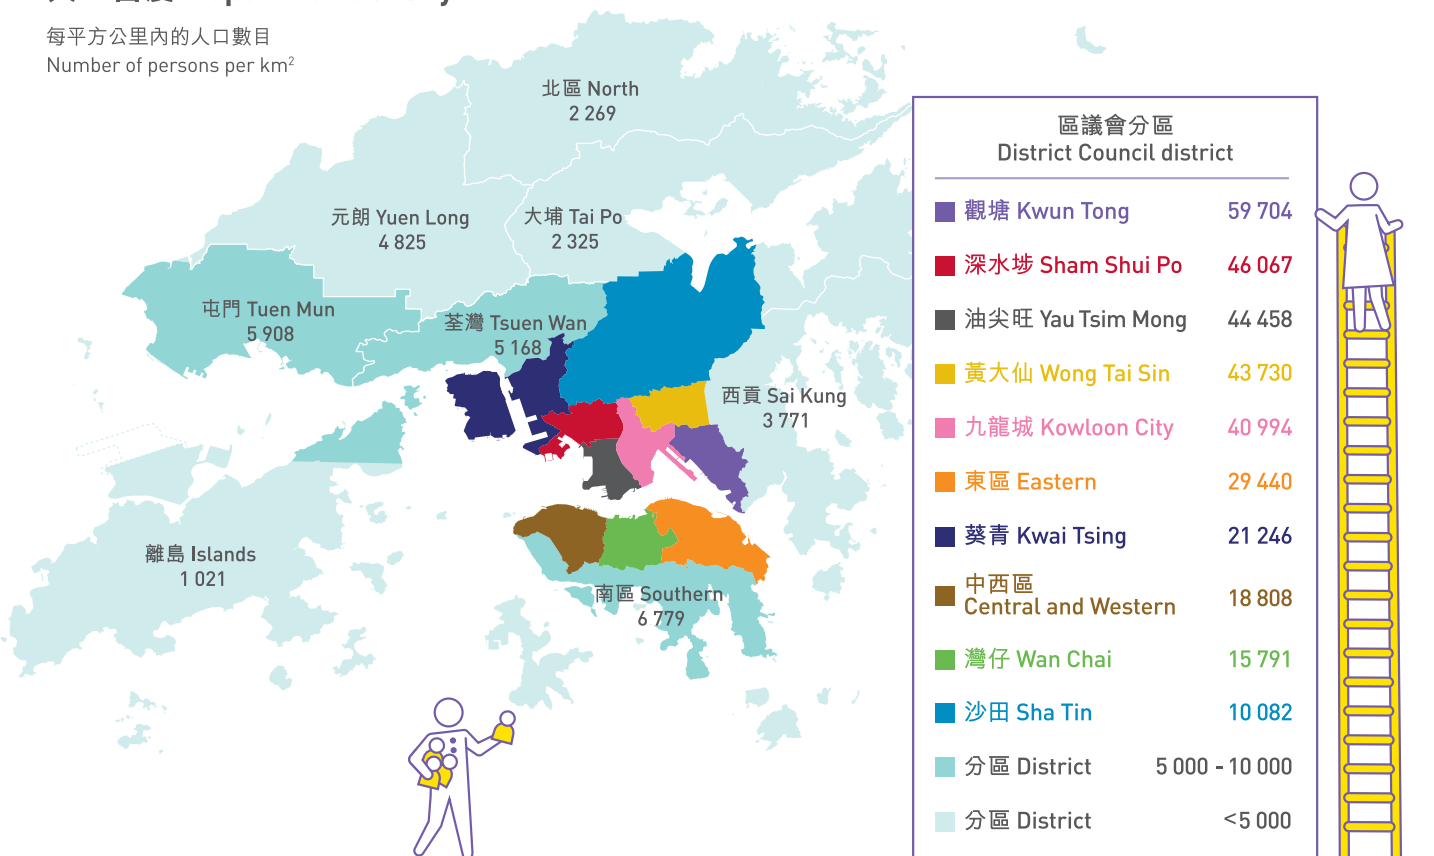 每平方公里內的人口數目
Number of persons per km²
北區 North
2 269
元朗 Yuen Long
4 825
大埔 Tai Po
2 325
屯門 Tuen Mun
5 908
荃灣 Tsuen Wan
5 168
西貢 Sai Kung
3 771
離島 Islands
1 021
南區 Southern
6 779
區議會分區
District Council district
觀塘 Kwun Tong 59 704
深水埗 Sham Shui Po 46 067
油尖旺 Yau Tsim Mong 44 458
黃大仙 Wong Tai Sin 43 730
九龍城 Kowloon City 40 994
東區 Eastern 29 440
葵青 Kwai Tsing 21 246
中西區
Central and Western 18 808
灣仔 Wan Chai 15 791
沙田 Sha Tin 10 082
分區 District 5 000 - 10 000
分區 District <5 000